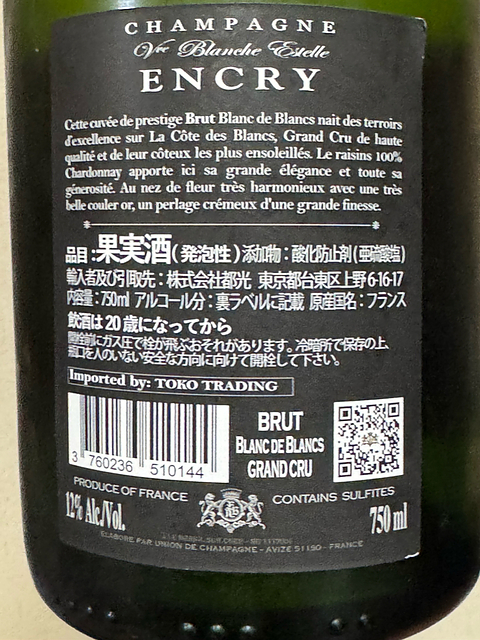 CHAMPAGNE
Vve Blanche Estelle
ENCRY
Cette cuvée de prestige Brut Blanc de Blancs nait des terroirs
d'excellence sur La Côte des Blancs, Grand Cru de haute
qualité et de leur côteux les plus ensoleillés. Le raisins 100%
Chardonnay apporte ici sa grande élégance et toute sa
génerosité. Au nez de fleur très harmonieux avec une très
belle couler or, un perlage crémeux d'une grande finesse.
品目:果実酒(発泡性)添加物:酸化防止剤(亜硫酸塩)
輸入者及び引取先:株式会社都光 東京都台東区上野6-16-17
内容量:750ml アルコール分:裏ラベルに記載 原産国名:フランス
飲酒は20歳になってから
開栓前にガス圧で栓が飛ぶおそれがあります。冷暗所で保存の上、
瓶口を人のいない安全な方向に向けて開栓して下さい。
Imported by: TOKO TRADING
BRUT
BLANC DE BLANCS
GRAND CRU
3 760236 510144
PRODUCE OF FRANCE
CONTAINS SULFITES
12% Alc./Vol.
750 ml
ELABORE PAR UNION DE CHAMPAGNE - AVIZE 51190 - FRANCE